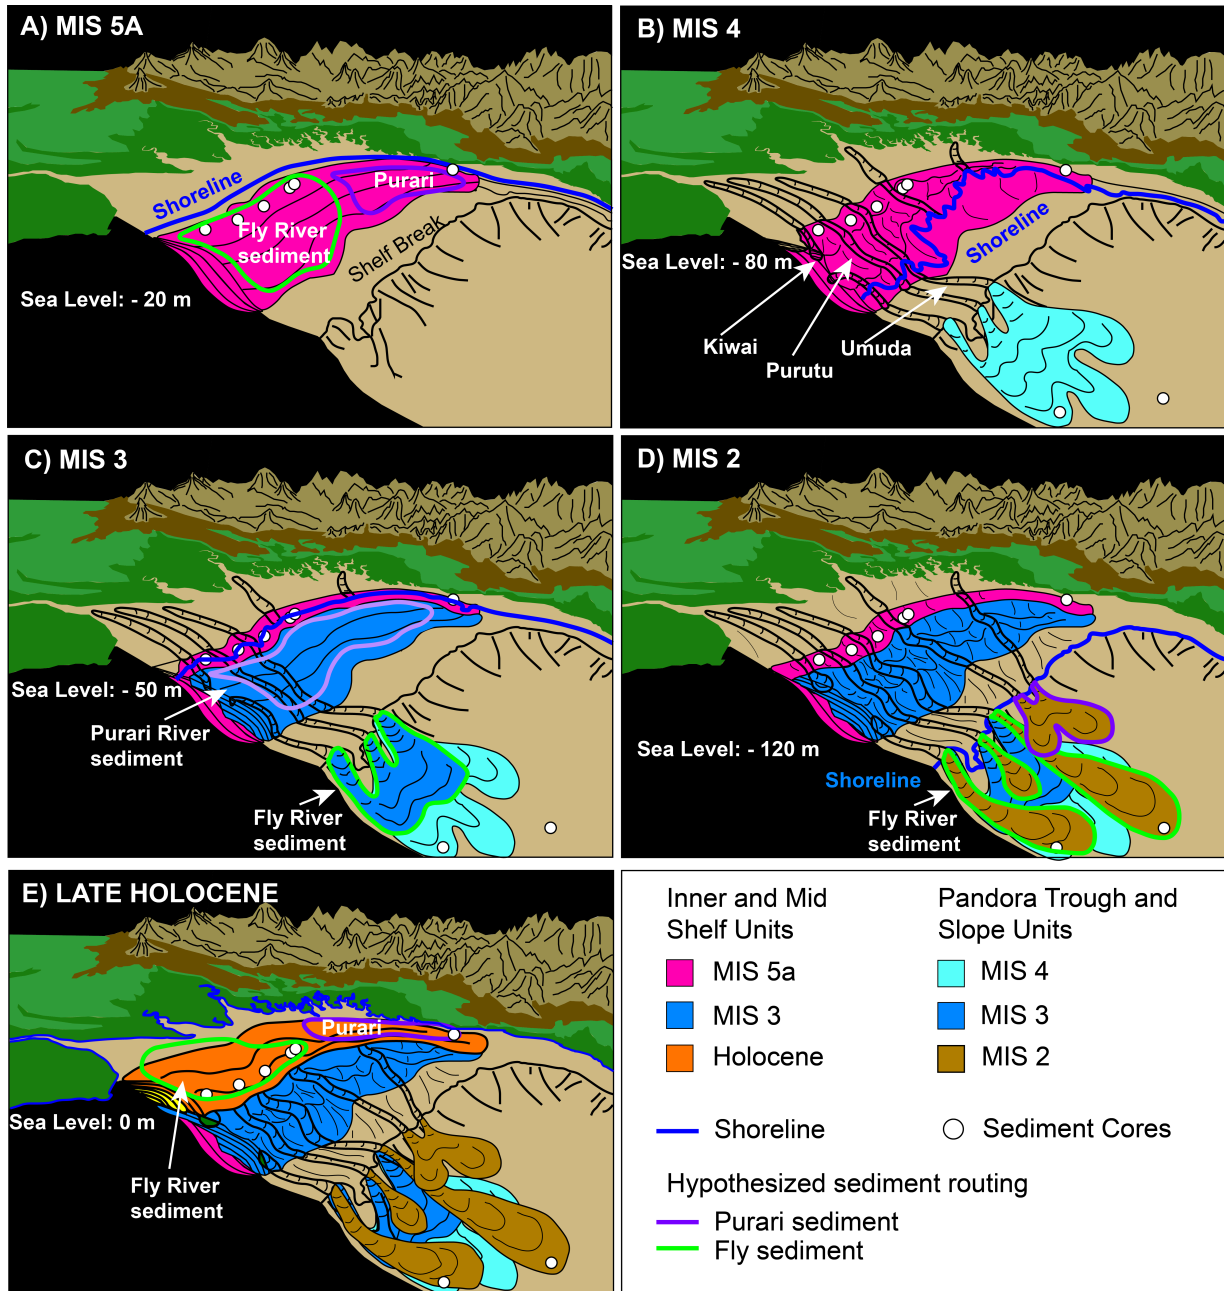 A) MIS 5A
Shoreline
Purari
Fly River
sediment
Shelf Break
Sea Level: - 20 m
B) MIS 4
Shoreline
Sea Level: - 80 m
Kiwai
Purutu
Umuda
C) MIS 3
Sea Level: - 50 m
Purari River
sediment
Fly River
sediment
D) MIS 2
Sea Level: - 120 m
Shoreline
Fly River
sediment
E) LATE HOLOCENE
Purari
Sea Level: 0 m
Fly River
sediment
Inner and Mid
Shelf Units
MIS 5a
MIS 3
Holocene
Pandora Trough and
Slope Units
MIS 4
MIS 3
MIS 2
Shoreline
Sediment Cores
Hypothesized sediment routing
Purari sediment
Fly sediment